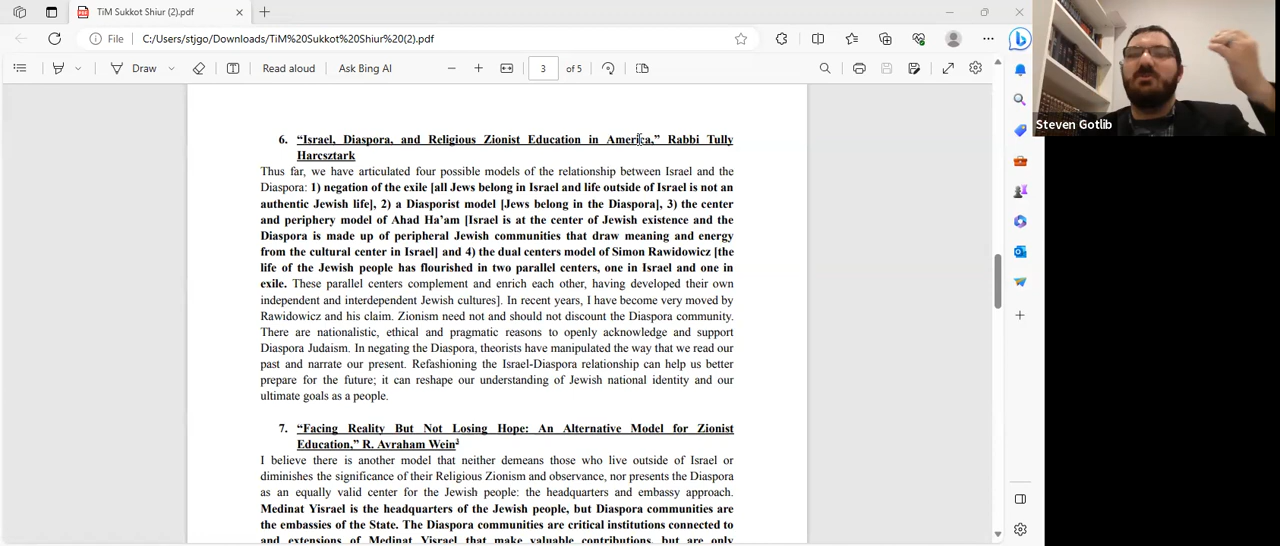 TiM Sukkot Shiur (2).pdf
File
C:/Users/stjgo/Downloads/TiM%20Sukkot%20Shiur%20(2).pdf
Draw
Read aloud
Ask Bing AI
3
of 5
Steven Gotlib
6. “Israel, Diaspora, and Religious Zionist Education in America,” Rabbi Tully
Harcsztark
Thus far, we have articulated four possible models of the relationship between Israel and the
Diaspora: 1) negation of the exile [all Jews belong in Israel and life outside of Israel is not an
authentic Jewish life], 2) a Diasporist model [Jews belong in the Diaspora], 3) the center
and periphery model of Ahad Ha’am [Israel is at the center of Jewish existence and the
Diaspora is made up of peripheral Jewish communities that draw meaning and energy
from the cultural center in Israel] and 4) the dual centers model of Simon Rawidowicz [the
life of the Jewish people has flourished in two parallel centers, one in Israel and one in
exile. These parallel centers complement and enrich each other, having developed their own
independent and interdependent Jewish cultures]. In recent years, I have become very moved by
Rawidowicz and his claim. Zionism need not and should not discount the Diaspora community.
There are nationalistic, ethical and pragmatic reasons to openly acknowledge and support
Diaspora Judaism. In negating the Diaspora, theorists have manipulated the way that we read our
past and narrate our present. Refashioning the Israel-Diaspora relationship can help us better
prepare for the future; it can reshape our understanding of Jewish national identity and our
ultimate goals as a people.
7. “Facing Reality But Not Losing Hope: An Alternative Model for Zionist
Education,” R. Avraham Wein³
I believe there is another model that neither demeans those who live outside of Israel or
diminishes the significance of their Religious Zionism and observance, nor presents the Diaspora
as an equally valid center for the Jewish people: the headquarters and embassy approach.
Medinat Yisrael is the headquarters of the Jewish people, but Diaspora communities are
the embassies of the State. The Diaspora communities are critical institutions connected to
and extensions of Medinat Yisrael that make valuable contributions, but are only